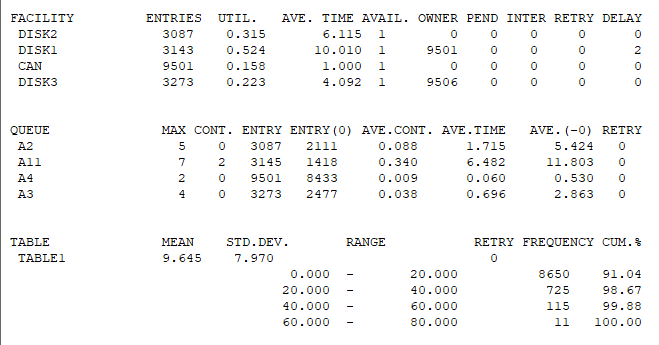 FACILITY ENTRIES UTIL. AVE. TIME AVAIL. OWNER PEND INTER RETRY DELAY
DISK2 3087 0.315 6.115 1 0 0 0 0 0
DISK1 3143 0.524 10.010 1 9501 0 0 0 2
CAN 9501 0.158 1.000 1 0 0 0 0 0
DISK3 3273 0.223 4.092 1 9506 0 0 0 0
QUEUE MAX CONT. ENTRY ENTRY(0) AVE.CONT. AVE.TIME AVE.(-0) RETRY
A2 5 0 3087 2111 0.088 1.715 5.424 0
A11 7 2 3145 1418 0.340 6.482 11.803 0
A4 2 0 9501 8433 0.009 0.060 0.530 0
A3 4 0 3273 2477 0.038 0.696 2.863 0
TABLE MEAN STD.DEV. RANGE RETRY FREQUENCY CUM.%
TABLE1 9.645 7.970 0
0.000 - 20.000 8650 91.04
20.000 - 40.000 725 98.67
40.000 - 60.000 115 99.88
60.000 - 80.000 11 100.00